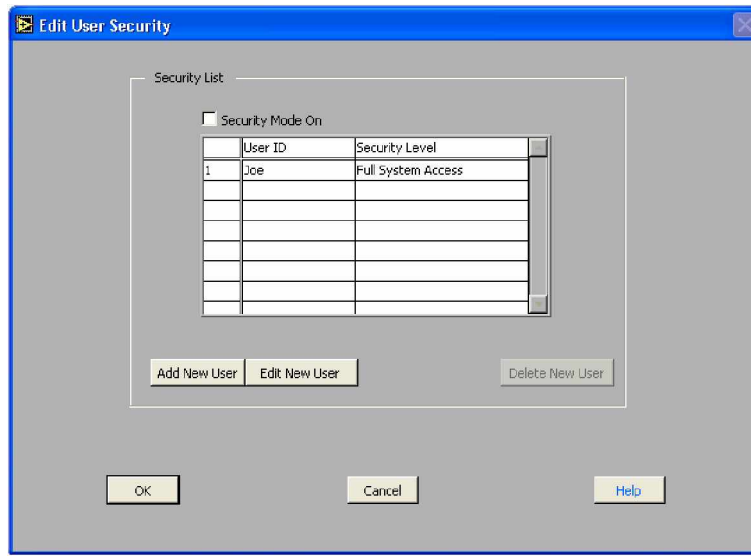 Edit User Security
Security List
Security Mode On
User ID Security Level
1 Joe Full System Access
Add New User Edit New User Delete New User
OK Cancel Help